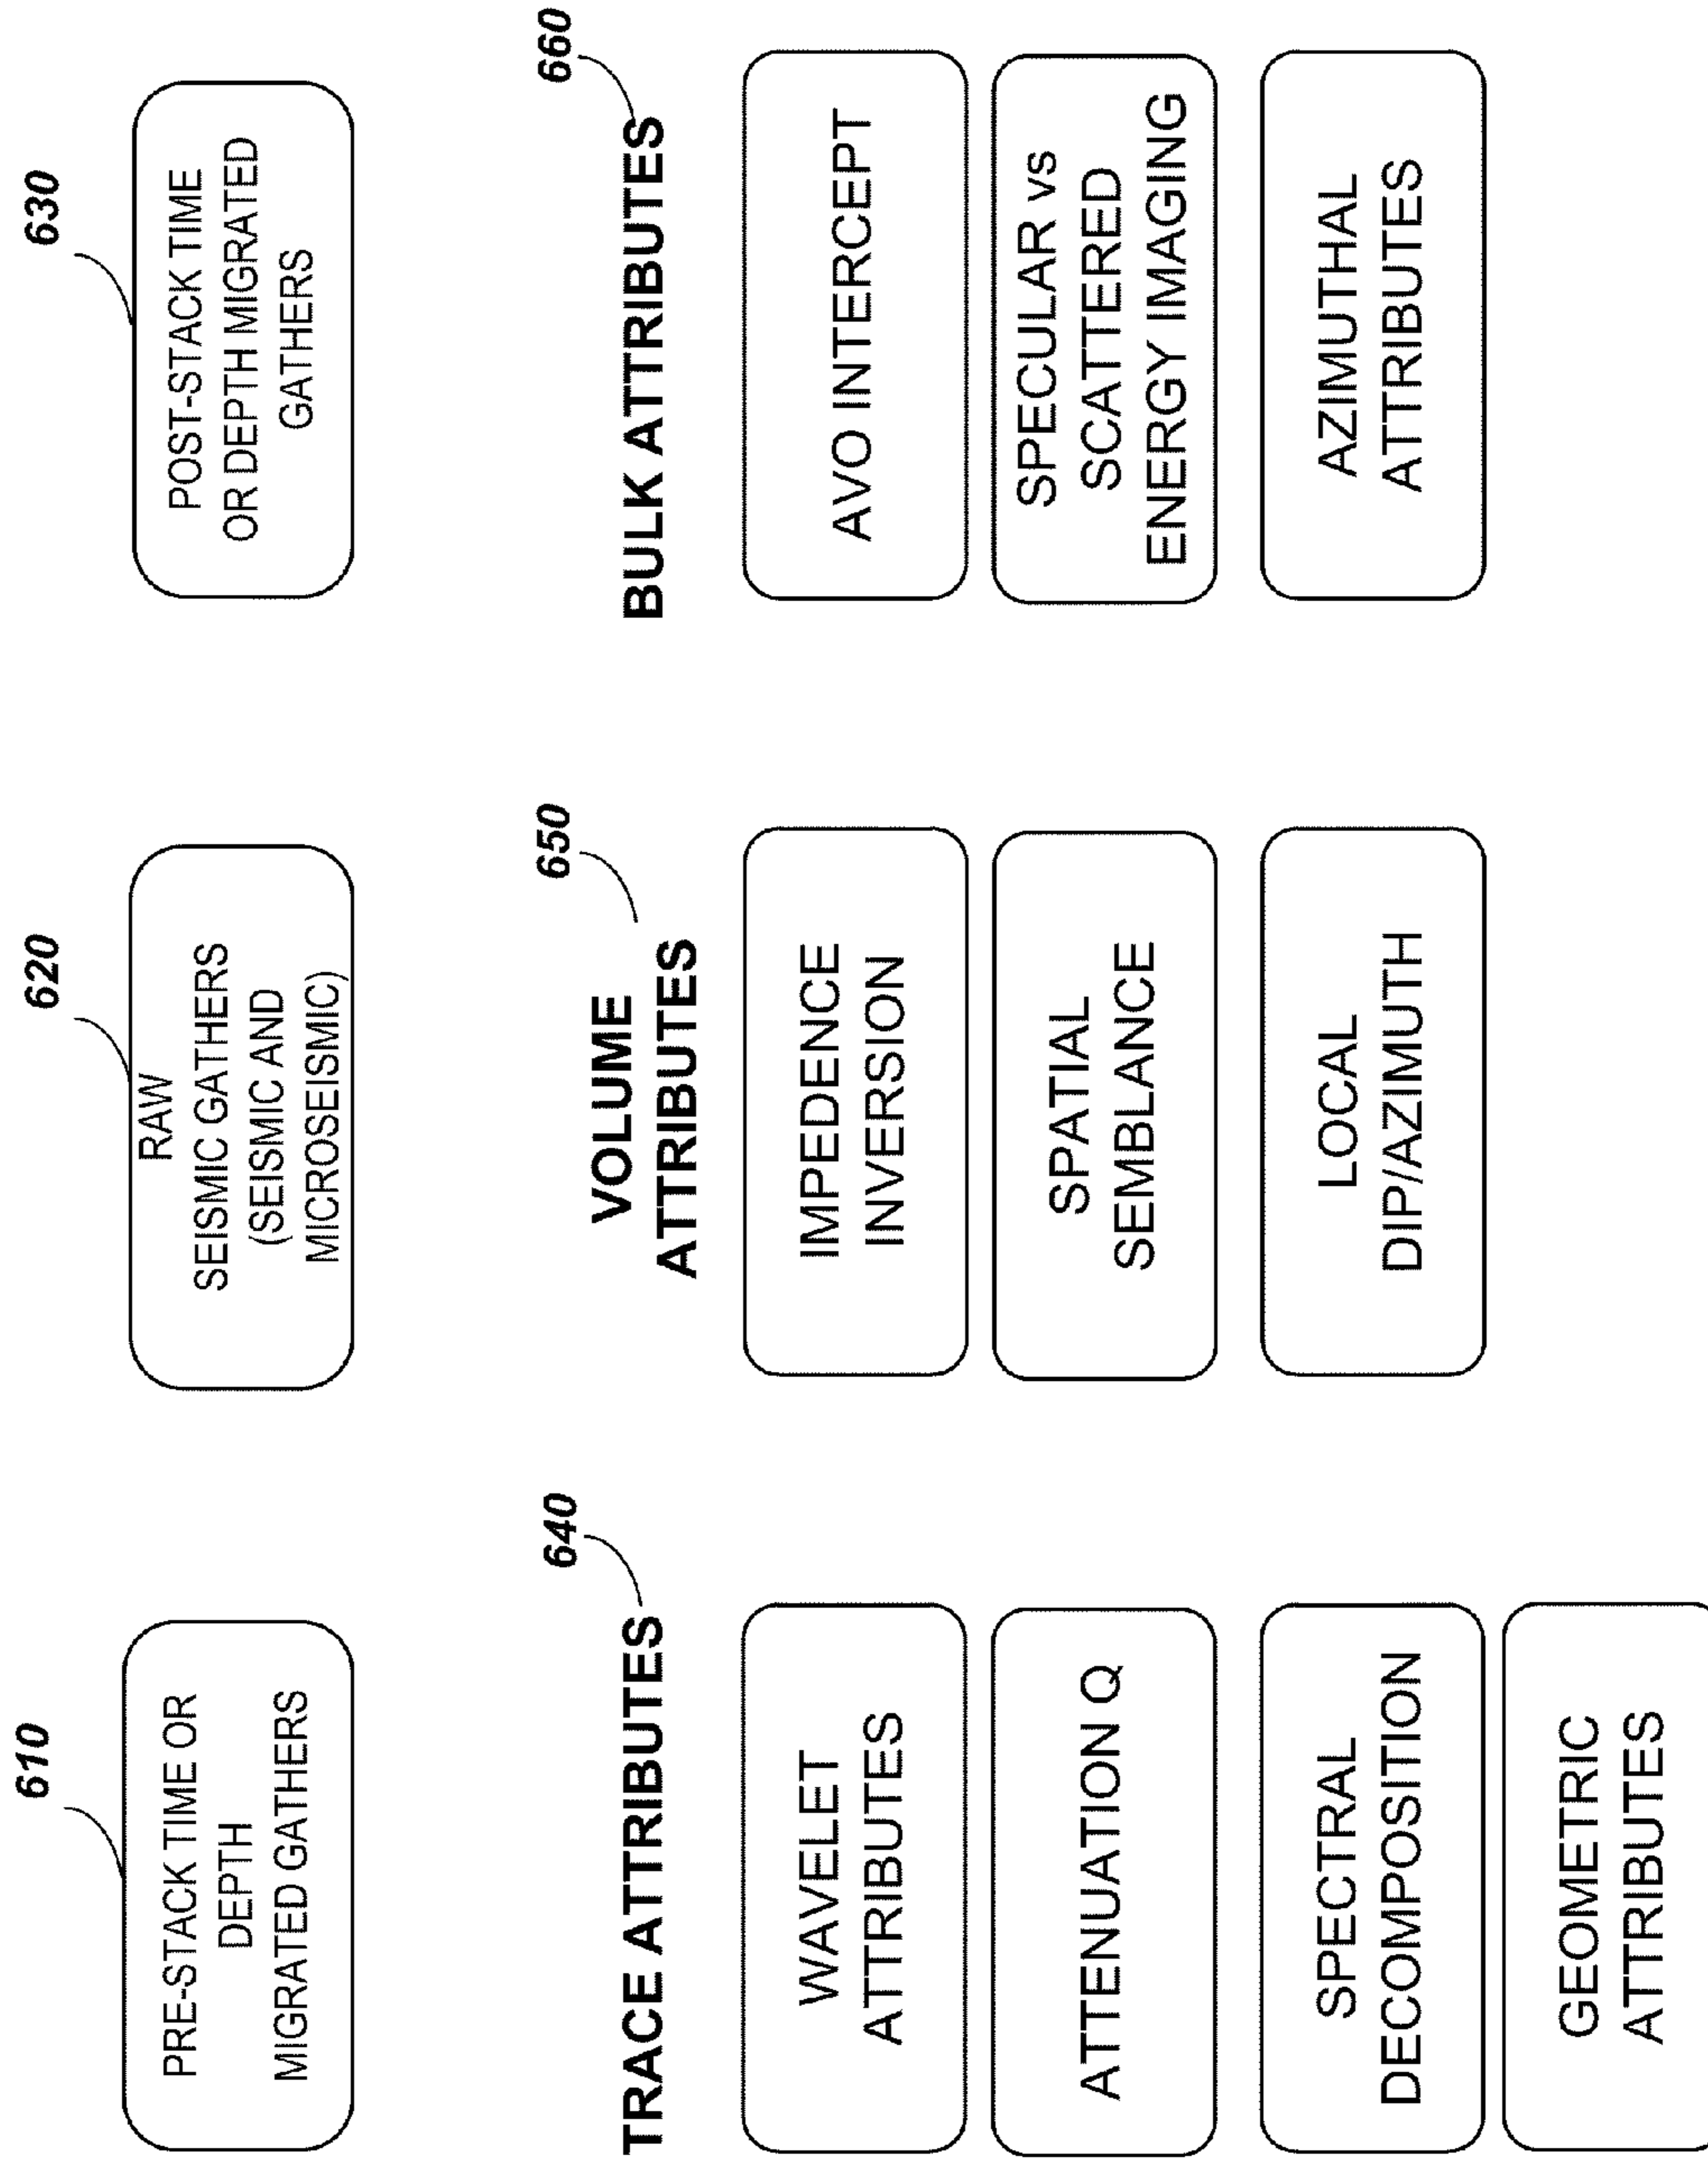 610
PRE-STACK TIME OR
DEPTH
MIGRATED GATHERS
620
RAW
SEISMIC GATHERS
(SEISMIC AND
MICROSEISMIC)
630
POST-STACK TIME
OR DEPTH MIGRATED
GATHERS
640
TRACE ATTRIBUTES
WAVELET
ATTRIBUTES
ATTENUATION Q
SPECTRAL
DECOMPOSITION
GEOMETRIC
ATTRIBUTES
650
VOLUME
ATTRIBUTES
IMPEDENCE
INVERSION
SPATIAL
SEMBLANCE
LOCAL
DIP/AZIMUTH
660
BULK ATTRIBUTES
AVO INTERCEPT
SPECULAR vs
SCATTERED
ENERGY IMAGING
AZIMUTHAL
ATTRIBUTES